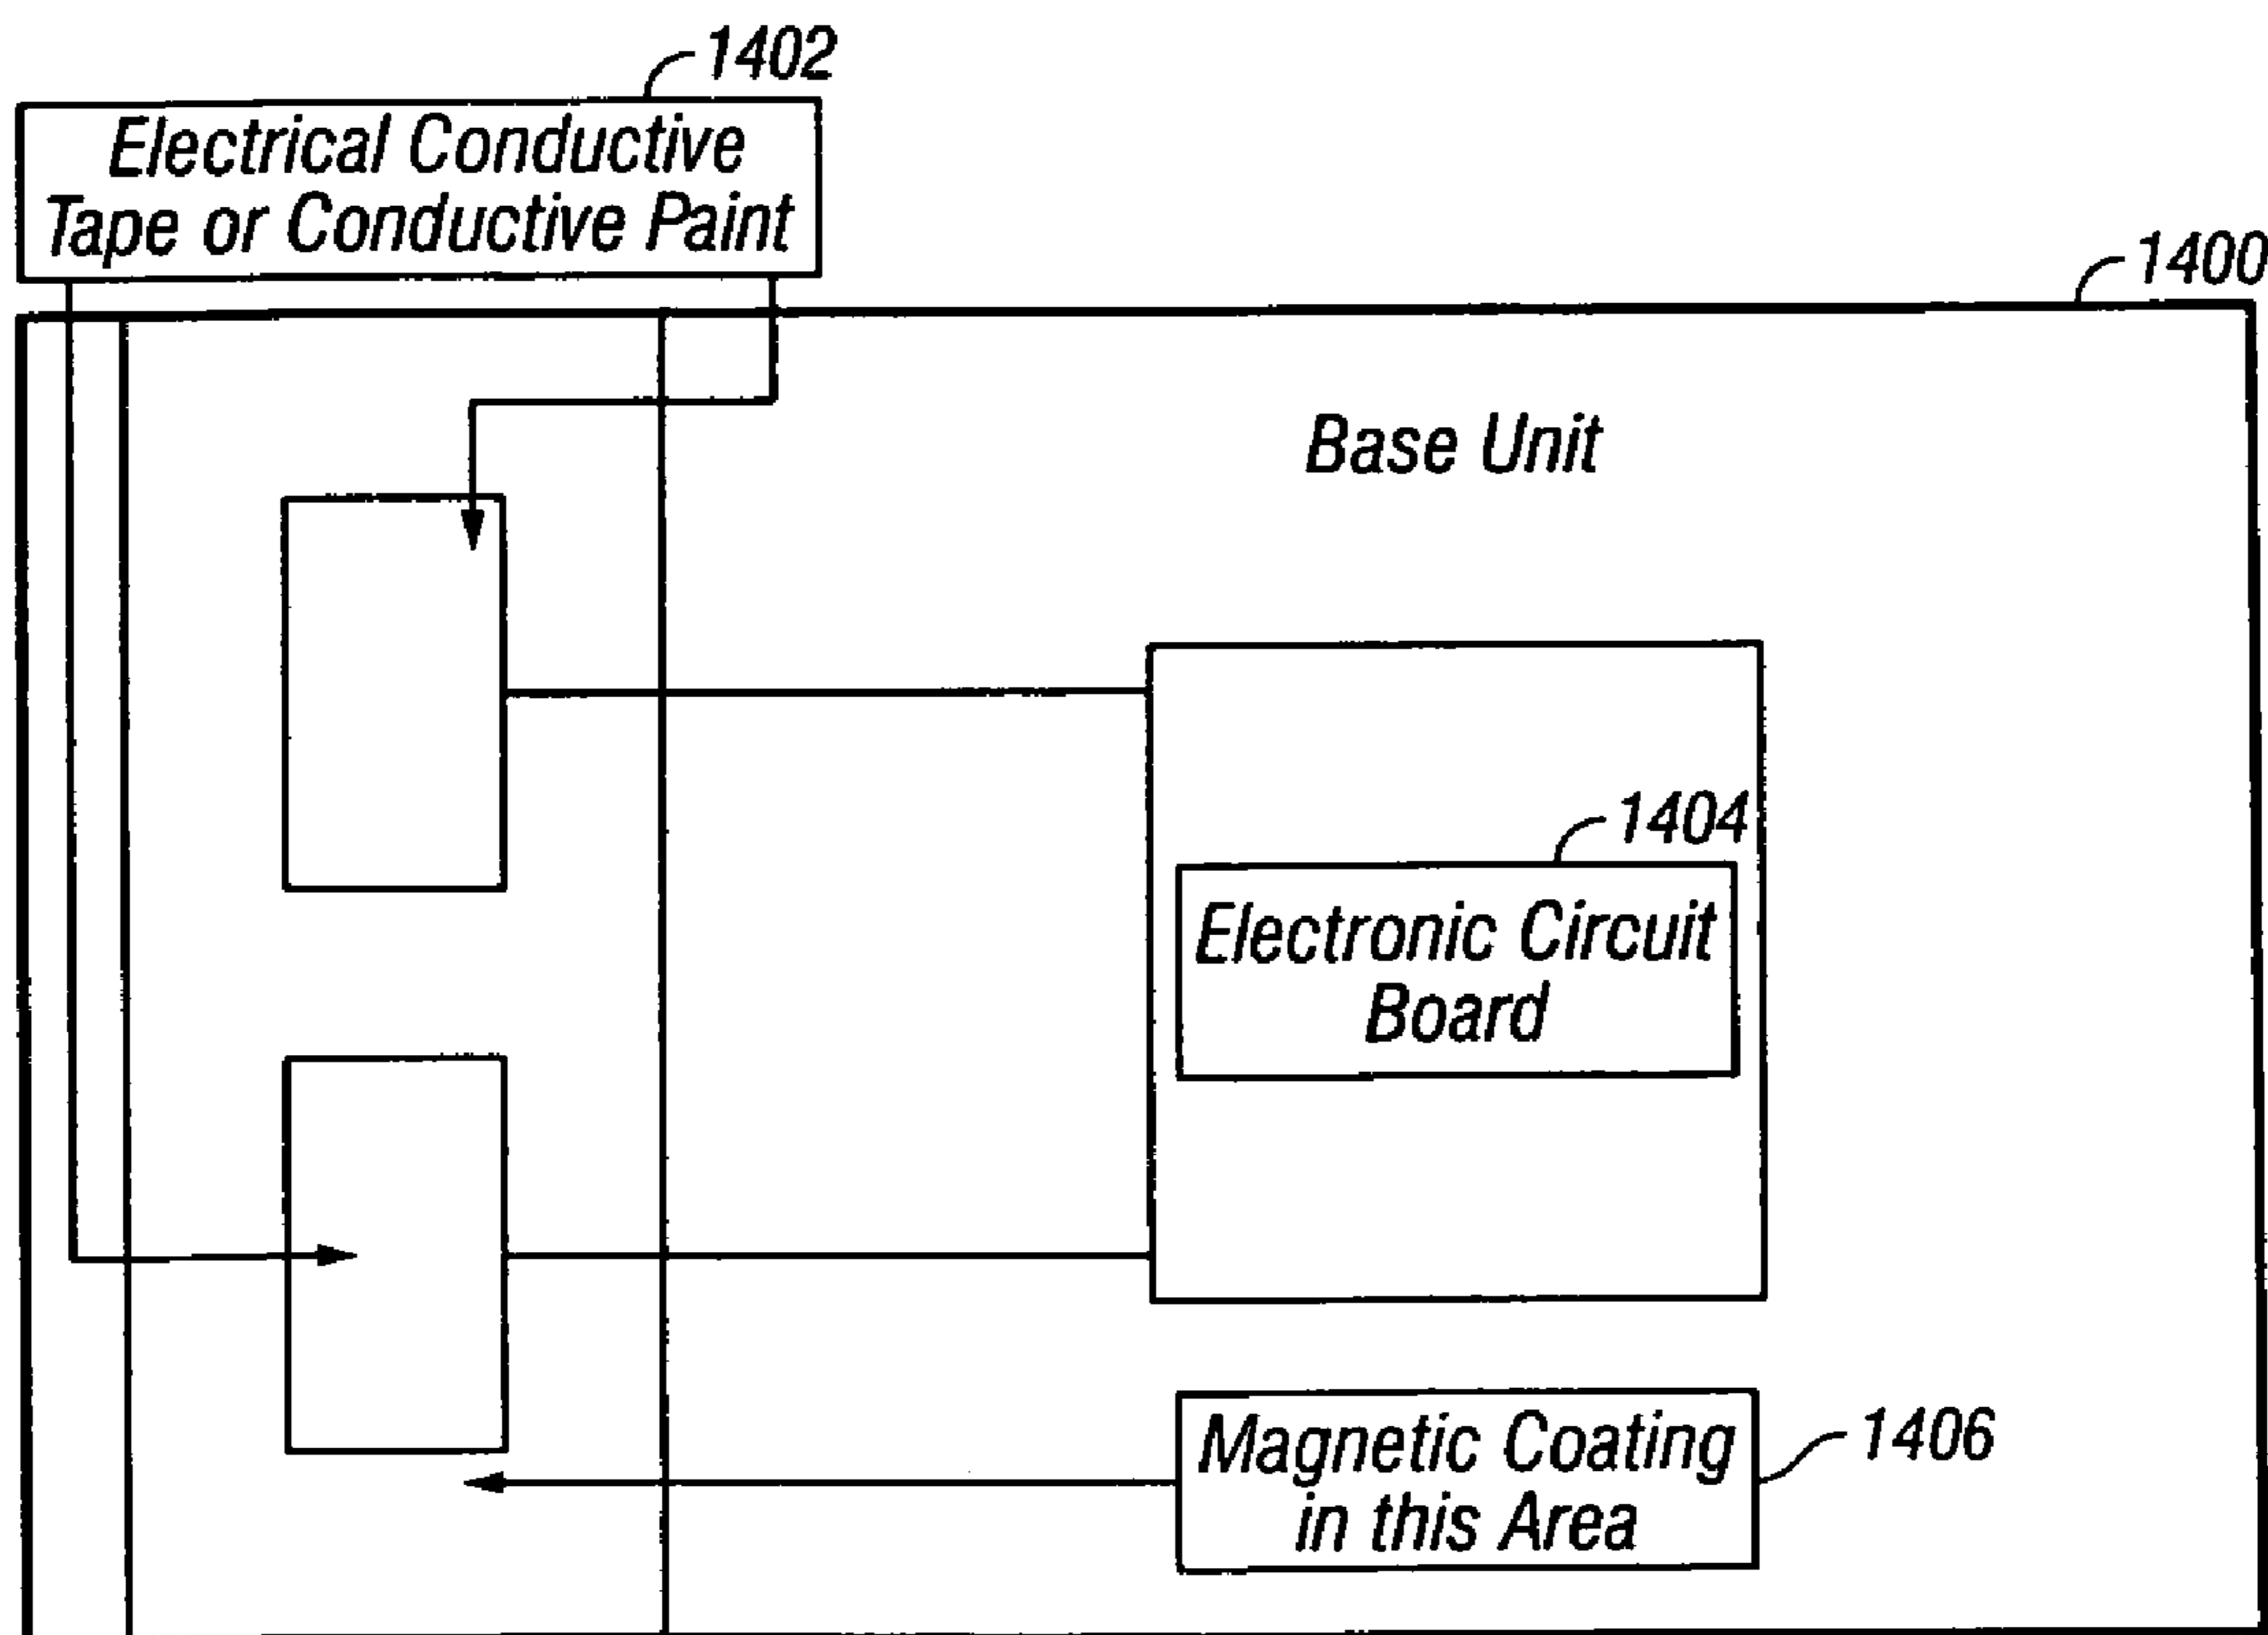 1402
Electrical Conductive
Tape or Conductive Paint
1400
Base Unit
1404
Electronic Circuit
Board
Magnetic Coating
in this Area
1406